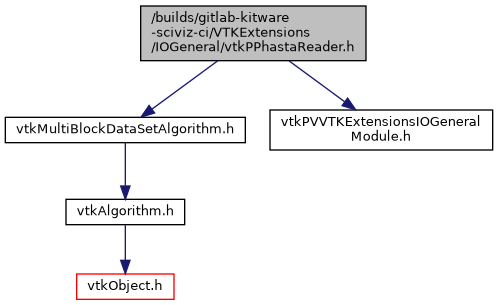 /builds/gitlab-kitware
-sciviz-ci/VTKExtensions
/IOGeneral/vtkPPhastaReader.h
vtkMultiBlockDataSetAlgorithm.h
vtkPVVTKExtensionsIOGeneral
Module.h
vtkAlgorithm.h
vtkObject.h